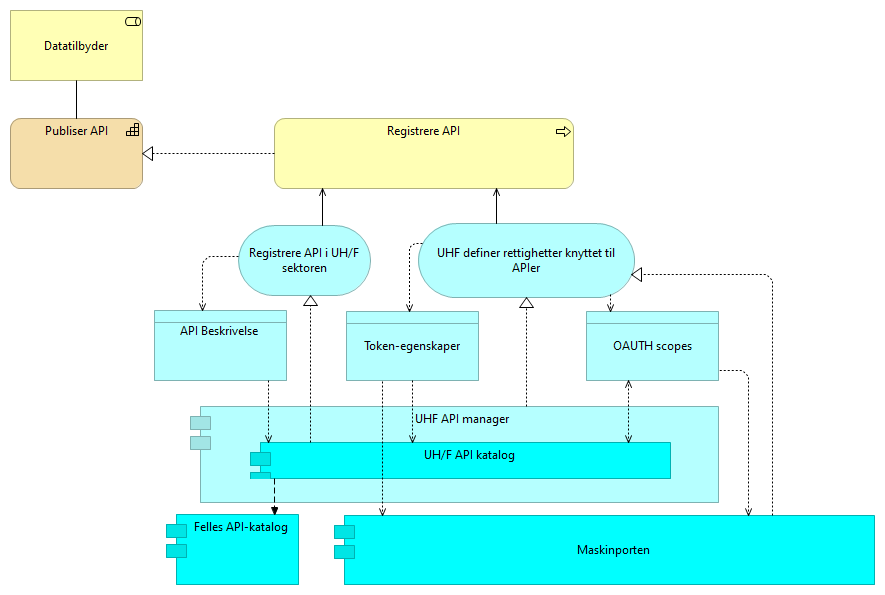 Datatilbyder
Publiser API
Registrere API
Registrere API i UH/F
sektoren
UHF definer rettighetter knyttet til
APIer
API Beskrivelse
Token-egenskaper
OAUTH scopes
UHF API manager
UH/F API katalog
Felles API-katalog
Maskinporten